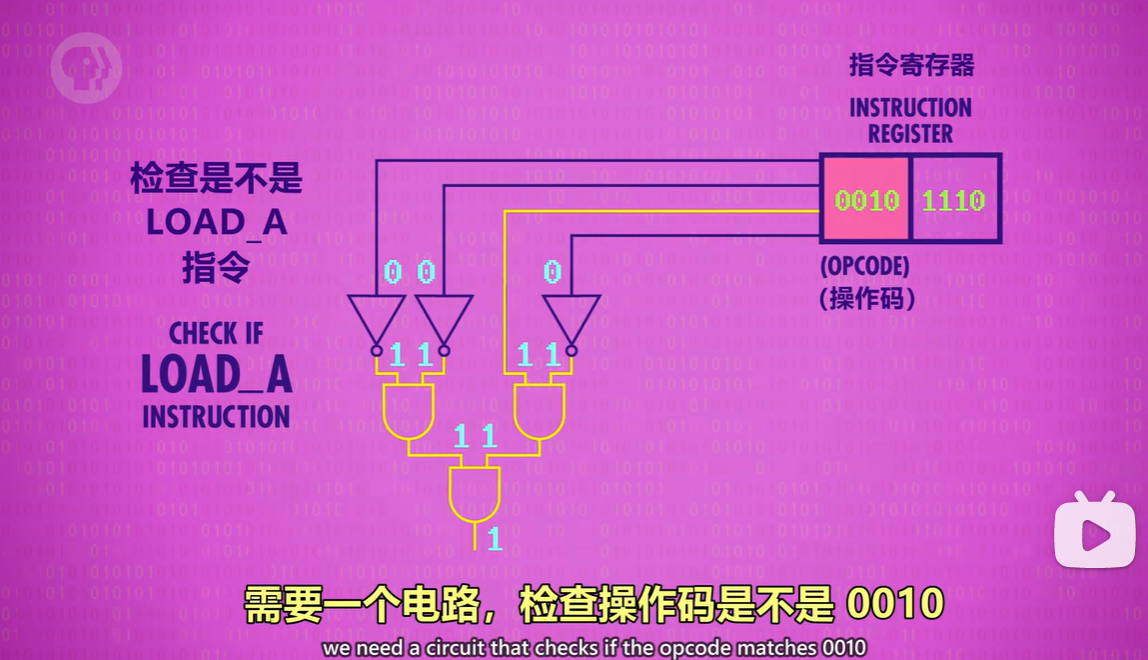 指令寄存器
INSTRUCTION
REGISTER
检查是不是
LOAD_A
指令
CHECK IF
LOAD_A
INSTRUCTION
0010 1110
(OPCODE)
(操作码)
0 0 0
1 1 1 1
1 1
1
需要一个电路，检查操作码是不是 0010
we need a circuit that checks if the opcode matches 0010